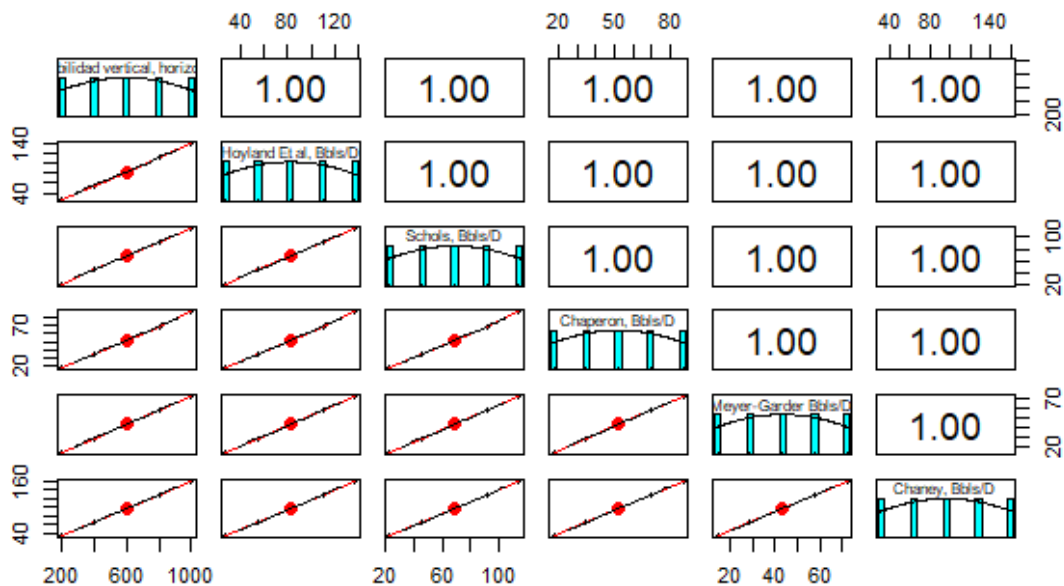 40 80 120
20 40 60 80
40 80 140
bilidad vertical, horizo
1.00
1.00
1.00
1.00
1.00
200
40 140
Hoyland Et al, Bbls/D
1.00
1.00
1.00
1.00
Schols, Bbls/D
1.00
1.00
1.00
20 100
20 70
Chaperon, Bbls/D
1.00
1.00
Meyer-Garder Bbls/D
1.00
20 70
40 160
Chaney, Bbls/D
200 600 1000
20 100
20 40 60